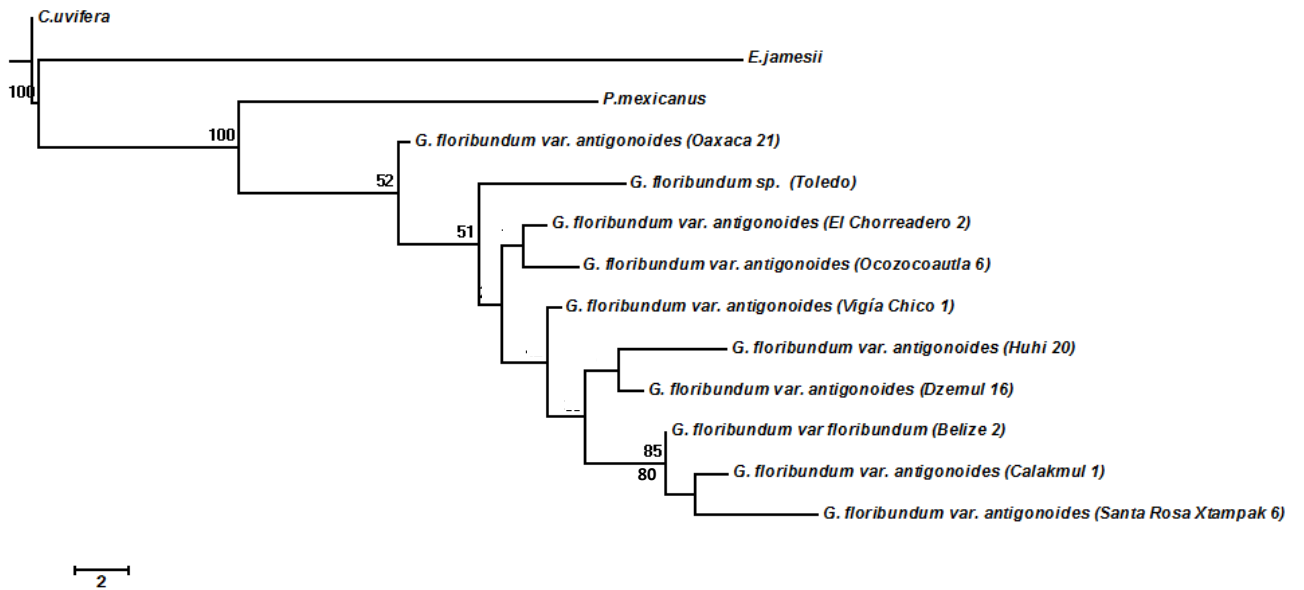 C.uvifera
E.jamesii
100
P.mexicanus
100
G. floribundum var. antigonoides (Oaxaca 21)
52
G. floribundum sp. (Toledo)
G. floribundum var. antigonoides (El Chorreadero 2)
51
G. floribundum var. antigonoides (Ocozocoautla 6)
G. floribundum var. antigonoides (Vigía Chico 1)
G. floribundum var. antigonoides (Huhi 20)
G. floribundum var. antigonoides (Dzemul 16)
G. floribundum var floribundum (Belize 2)
85
G. floribundum var. antigonoides (Calakmul 1)
80
G. floribundum var. antigonoides (Santa Rosa Xtampak 6)
2